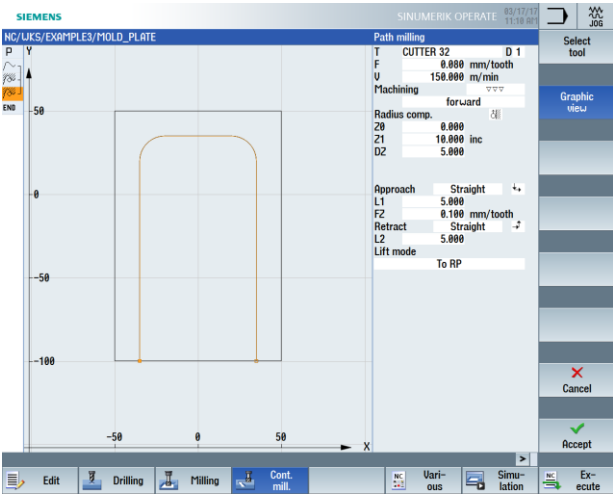 SIEMENS
SINUMERIK OPERATE
03/17/17
11:18 AM
JOG
NC/WKS/EXAMPLE3/MOLD_PLATE
Path milling
Select
tool
P
Y
T CUTTER 32 D 1
F 0.080 mm/tooth
V 150.000 m/min
Machining ▽▽▽
forward
Graphic
view
END
-50
Radius comp.
Z0 0.000
Z1 10.000 inc
DZ 5.000
-0
Approach Straight
L1 5.000
FZ 0.100 mm/tooth
Retract Straight
L2 5.000
Lift mode
To RP
-50
-100
Cancel
-50 0 50
X
Accept
>
Edit
Drilling
Milling
Cont.
mill.
NC
Vari-
ous
Simu-
lation
NC
Ex-
ecute